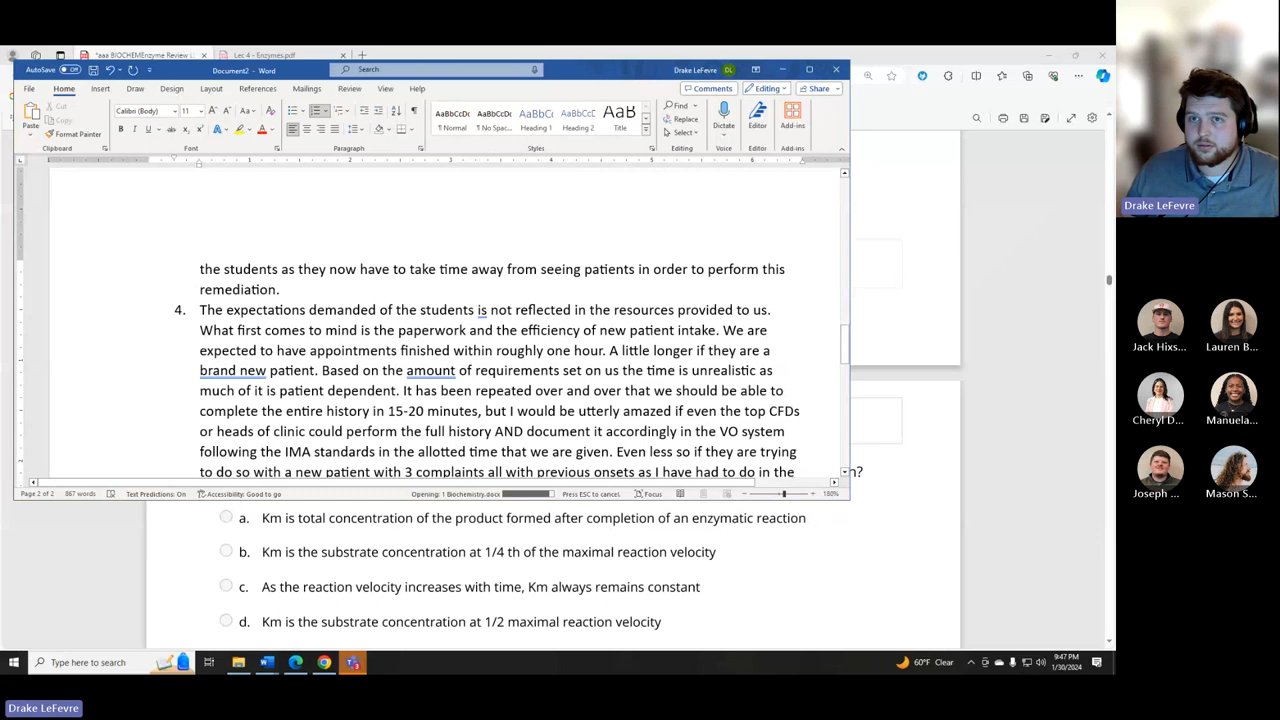 *aaa BIOCHEMEnzyme Review L
Lec 4 - Enzymes.pdf
AutoSave Off
Document2 - Word
Search
Drake LeFevre DL
File Home Insert Draw Design Layout References Mailings Review View Help
Comments Editing Share
Paste
Cut
Copy
Format Painter
Clipboard
Calibri (Body) 11
Font
Paragraph
AaBbCcDc AaBbCcDc AaBbCc AaBbCcD AaB
¶ Normal ¶ No Spac... Heading 1 Heading 2 Title
Styles
Find
Replace
Select
Editing
Dictate
Voice
Editor
Editor
Add-ins
Add-ins
the students as they now have to take time away from seeing patients in order to perform this
remediation.
4. The expectations demanded of the students is not reflected in the resources provided to us.
What first comes to mind is the paperwork and the efficiency of new patient intake. We are
expected to have appointments finished within roughly one hour. A little longer if they are a
brand new patient. Based on the amount of requirements set on us the time is unrealistic as
much of it is patient dependent. It has been repeated over and over that we should be able to
complete the entire history in 15-20 minutes, but I would be utterly amazed if even the top CFDs
or heads of clinic could perform the full history AND document it accordingly in the VO system
following the IMA standards in the allotted time that we are given. Even less so if they are trying
to do so with a new patient with 3 complaints all with previous onsets as I have had to do in the
Page 2 of 2 867 words Text Predictions: On Accessibility: Good to go Opening: 1 Biochemistry.docx Press ESC to cancel. Focus 180%
a. Km is total concentration of the product formed after completion of an enzymatic reaction
b. Km is the substrate concentration at 1/4 th of the maximal reaction velocity
c. As the reaction velocity increases with time, Km always remains constant
d. Km is the substrate concentration at 1/2 maximal reaction velocity
Type here to search
60°F Clear
9:47 PM
1/30/2024
Drake LeFevre
Jack Hixs...
Lauren B...
Cheryl D...
Manuela...
Joseph ...
Mason S...
Drake LeFevre